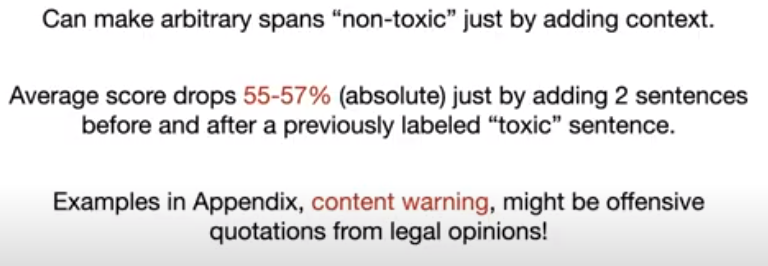 Can make arbitrary spans “non-toxic” just by adding context.
Average score drops 55-57% (absolute) just by adding 2 sentences
before and after a previously labeled “toxic” sentence.
Examples in Appendix, content warning, might be offensive
quotations from legal opinions!